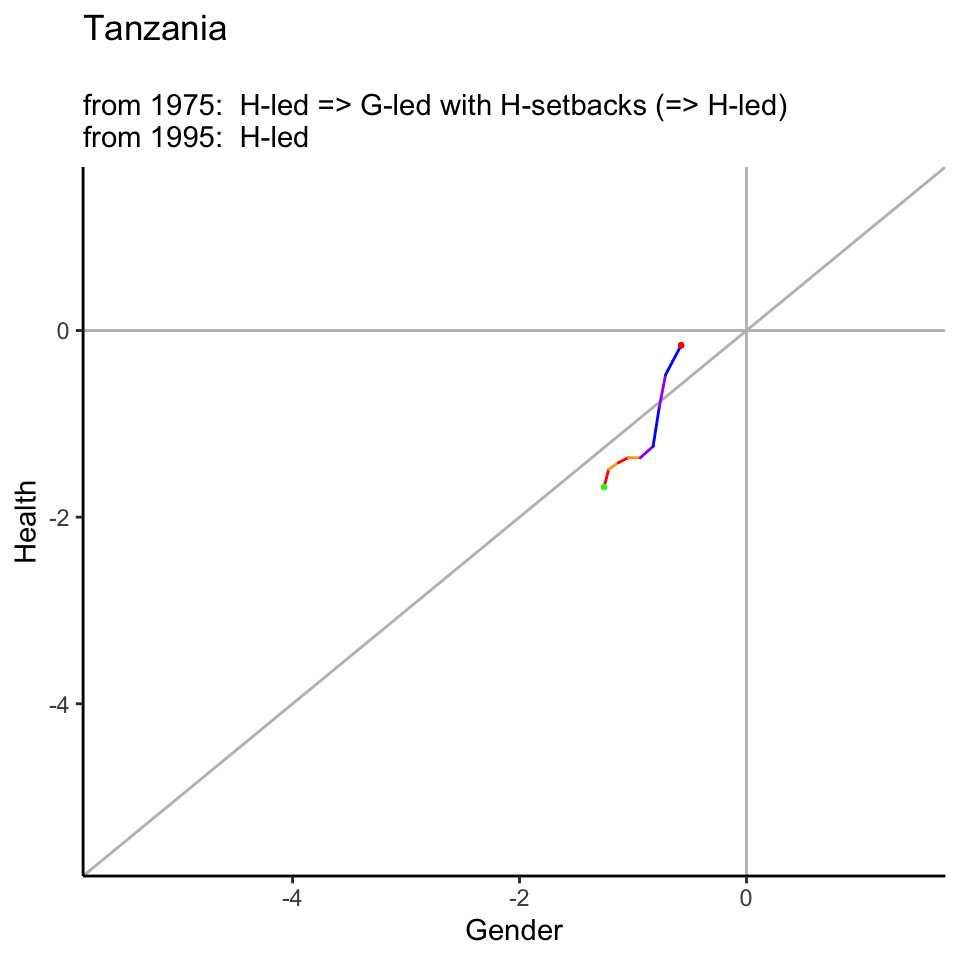 Tanzania
from 1975:  H-led => G-led with H-setbacks (=> H-led)
from 1995:  H-led
0
-2
-4
Health
-4
-2
0
Gender